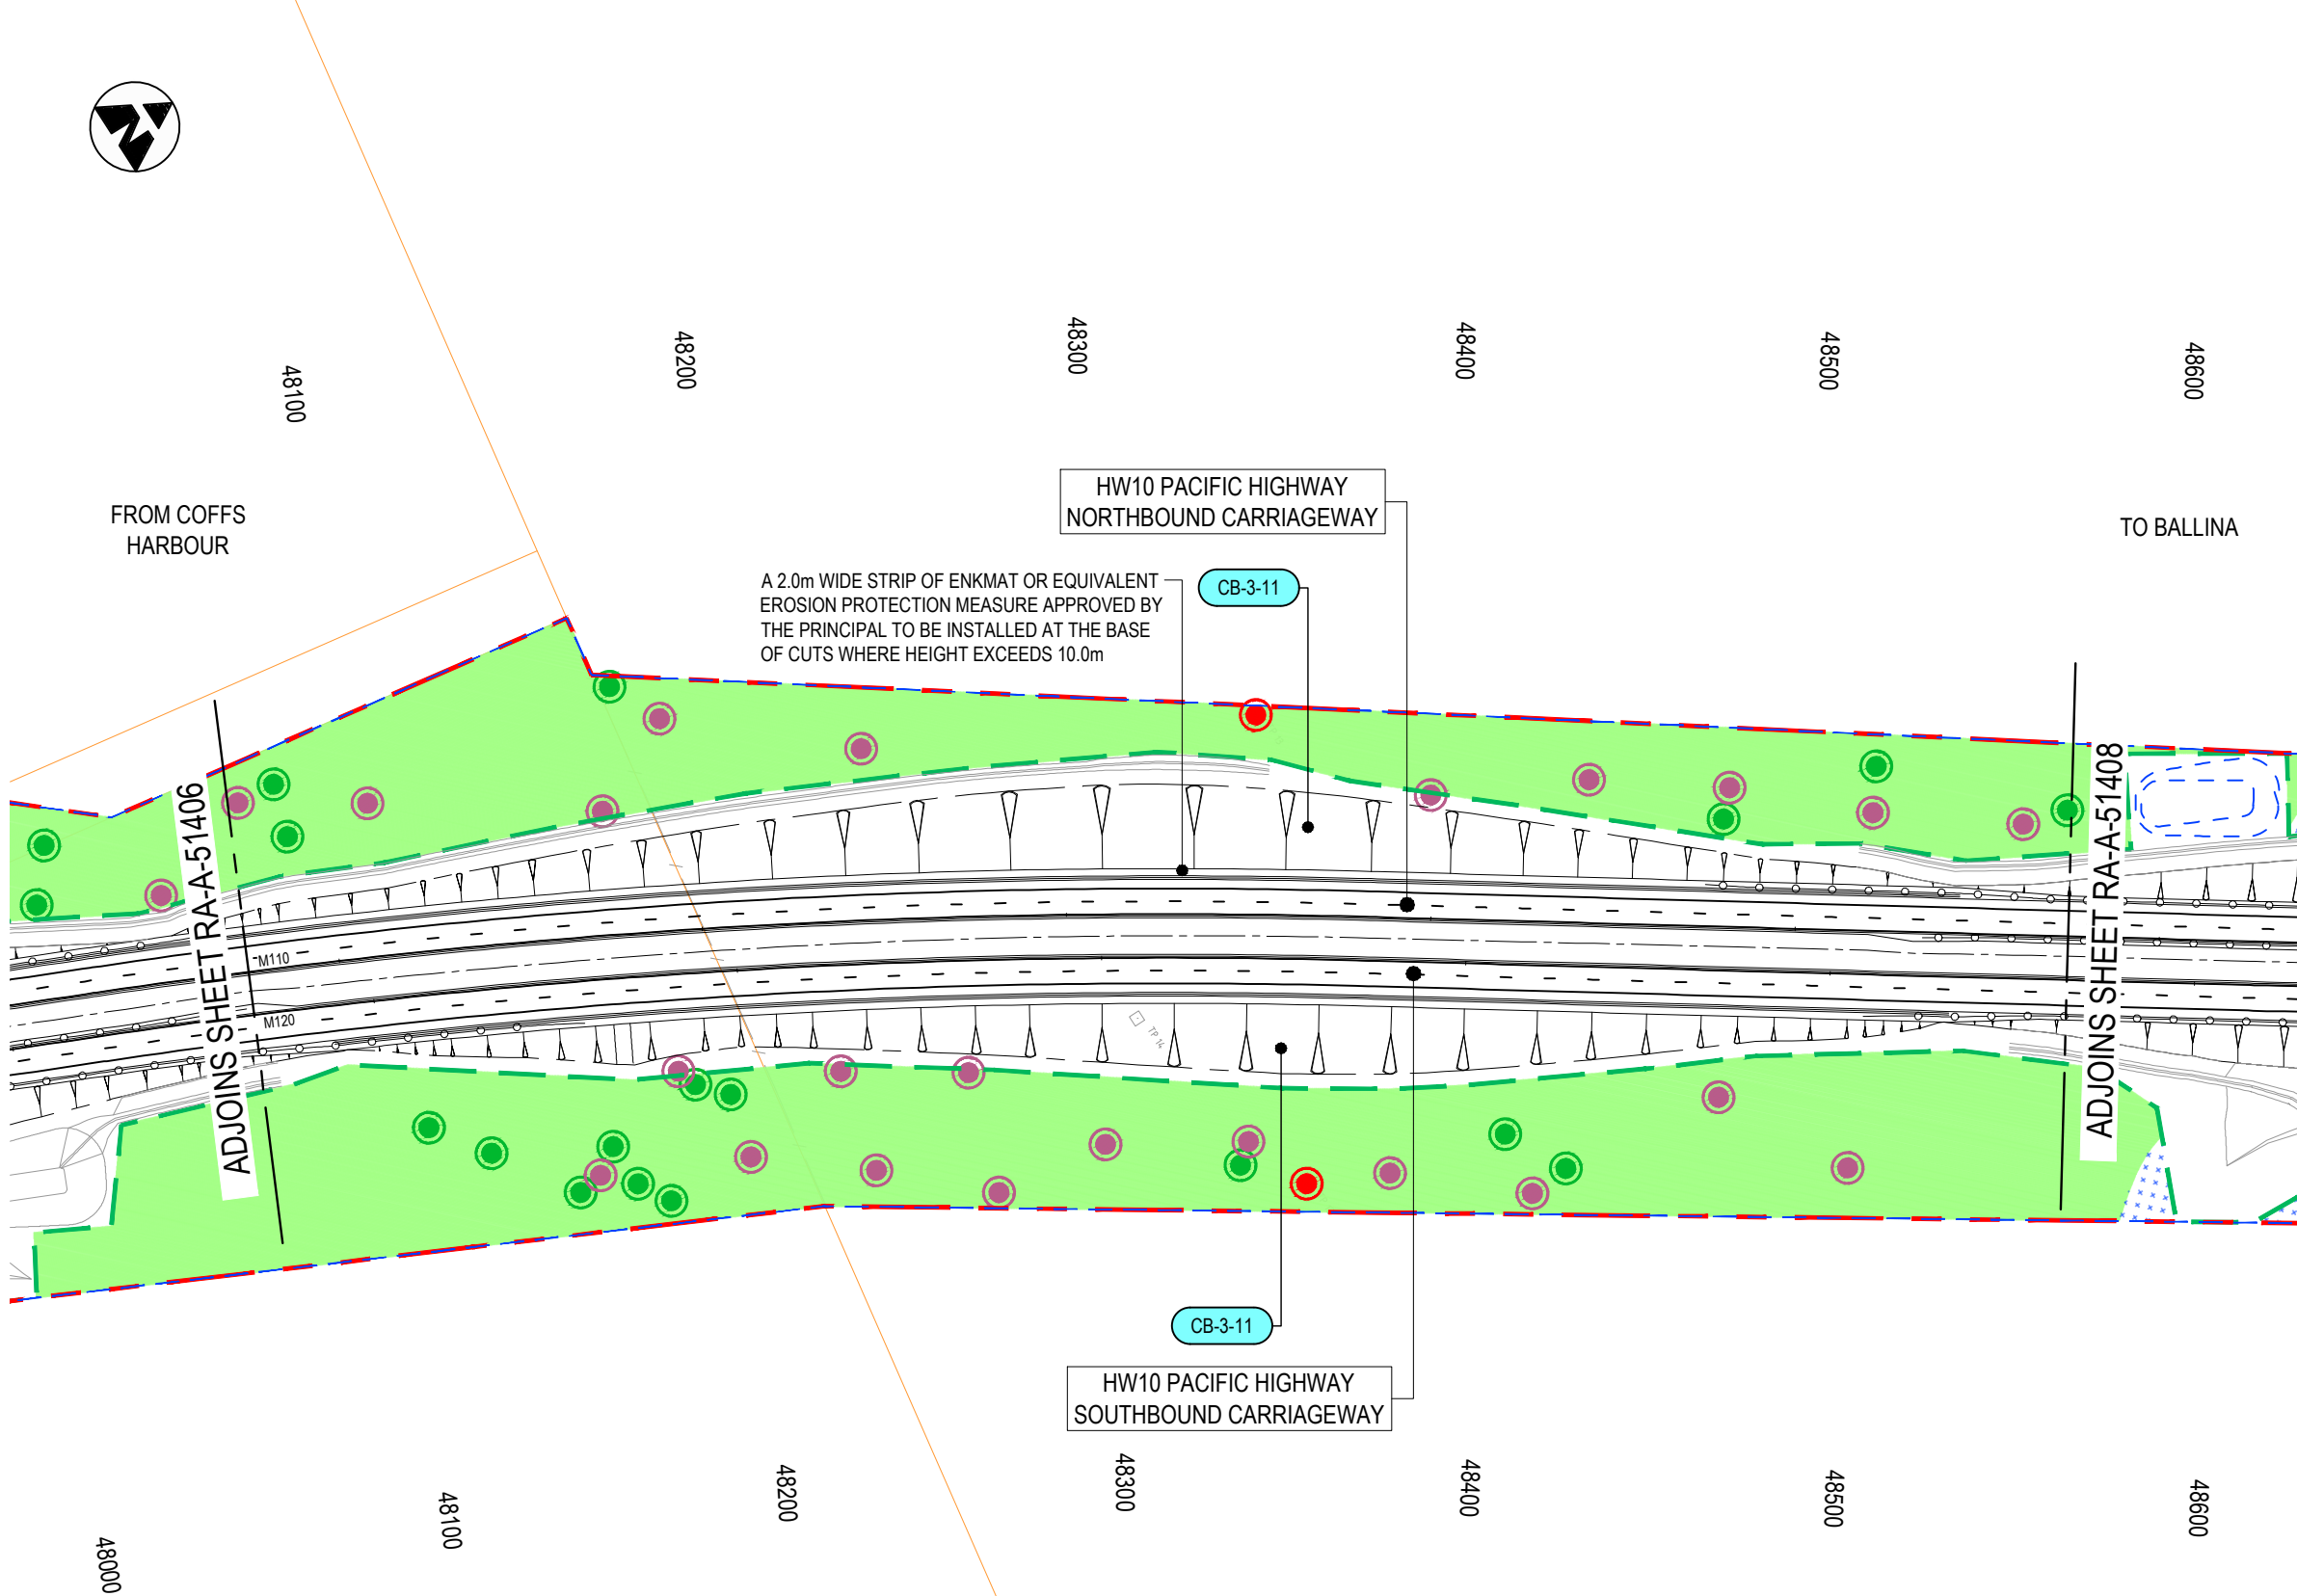 48100
48200
48300
48400
48500
48600
FROM COFFS
HARBOUR
TO BALLINA
HW10 PACIFIC HIGHWAY
NORTHBOUND CARRIAGEWAY
A 2.0m WIDE STRIP OF ENKMAT OR EQUIVALENT
EROSION PROTECTION MEASURE APPROVED BY
THE PRINCIPAL TO BE INSTALLED AT THE BASE
OF CUTS WHERE HEIGHT EXCEEDS 10.0m
CB-3-11
ADJOINS SHEET RA-A-51406
ADJOINS SHEET RA-A-51408
M110
M120
TP 14
CB-3-11
HW10 PACIFIC HIGHWAY
SOUTHBOUND CARRIAGEWAY
48000
48100
48200
48300
48400
48500
48600